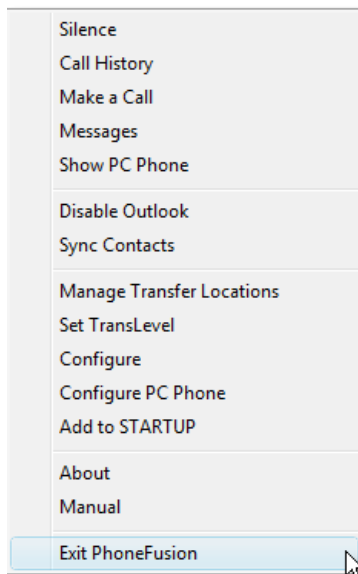 Silence
Call History
Make a Call
Messages
Show PC Phone
Disable Outlook
Sync Contacts
Manage Transfer Locations
Set TransLevel
Configure
Configure PC Phone
Add to STARTUP
About
Manual
Exit PhoneFusion